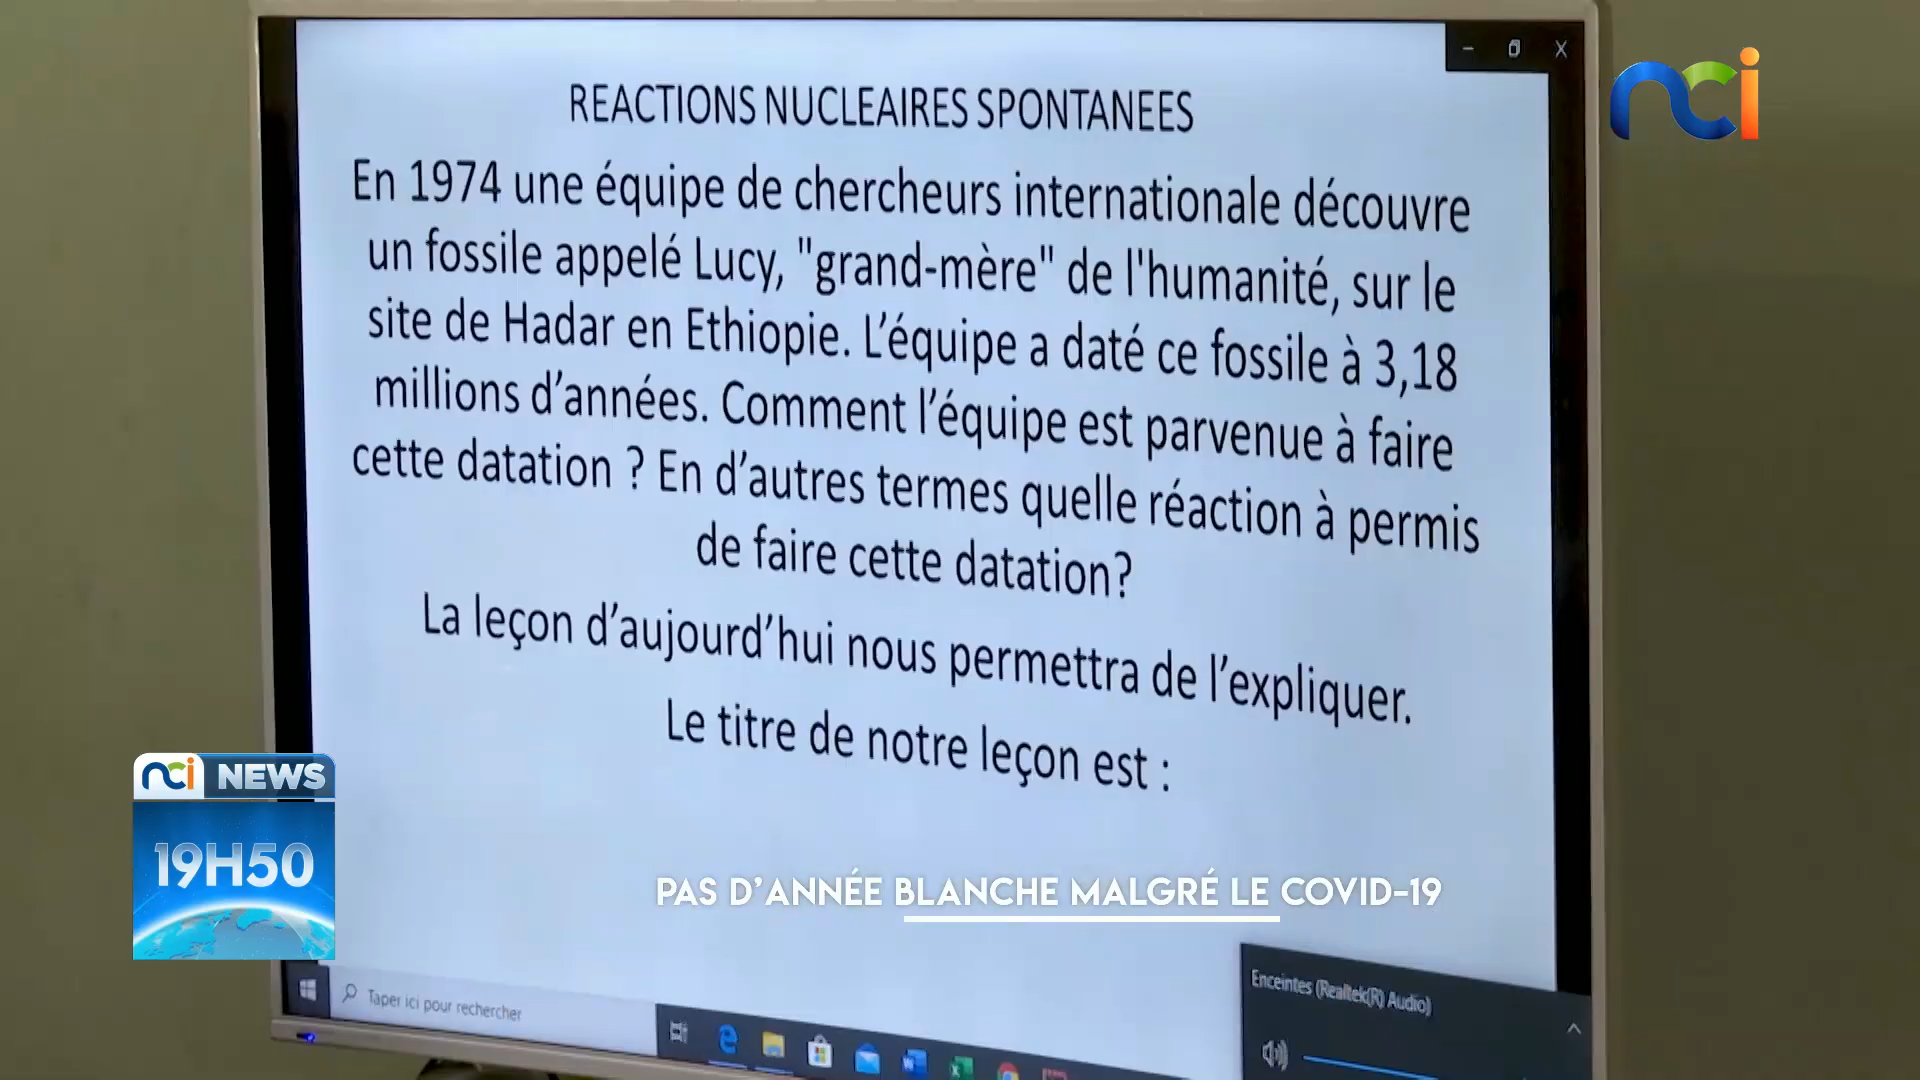 nci
REACTIONS NUCLEAIRES SPONTANEES
En 1974 une équipe de chercheurs internationale découvre
un fossile appelé Lucy, "grand-mère" de l'humanité, sur le
site de Hadar en Ethiopie. L’équipe a daté ce fossile à 3,18
millions d’années. Comment l’équipe est parvenue à faire
cette datation ? En d’autres termes quelle réaction à permis
de faire cette datation?
La leçon d’aujourd’hui nous permettra de l’expliquer.
Le titre de notre leçon est :
nci NEWS
19H50
PAS D’ANNÉE BLANCHE MALGRÉ LE COVID-19
Enceintes (Realtek(R) Audio)
Taper ici pour rechercher